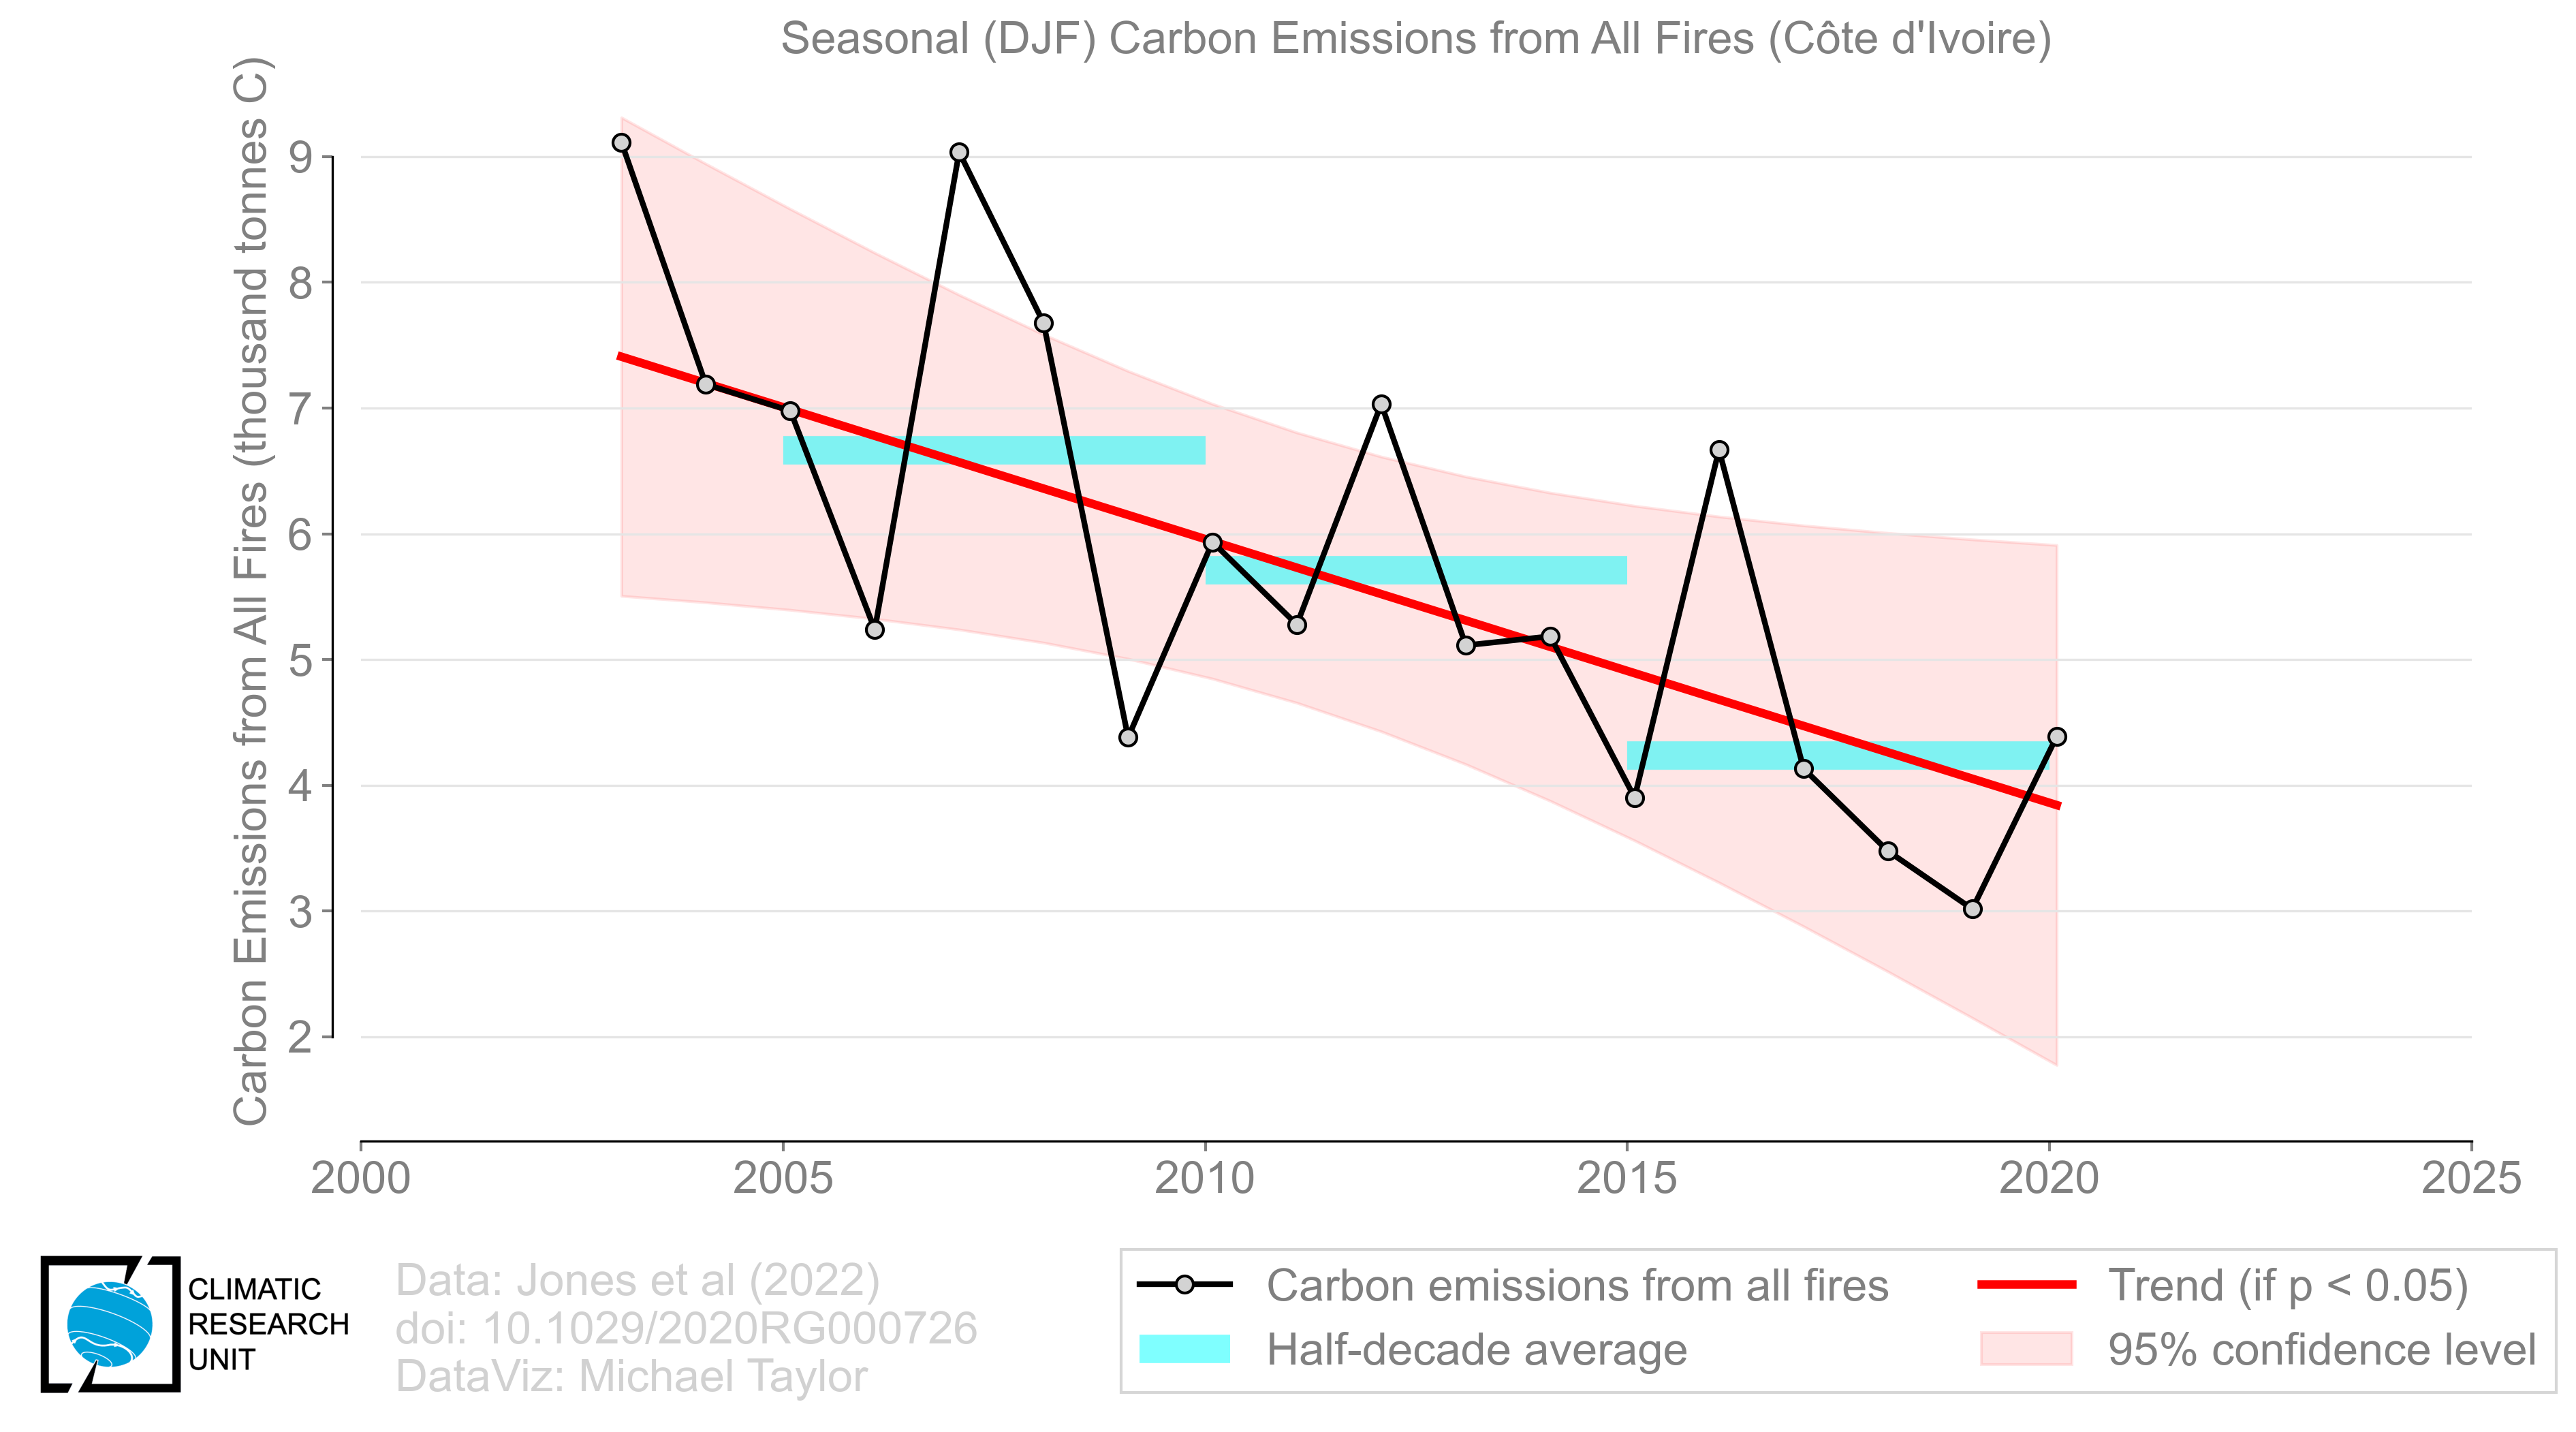 Seasonal (DJF) Carbon Emissions from All Fires (Côte d'Ivoire)
Carbon Emissions from All Fires (thousand tonnes C)
9
8
7
6
5
4
3
2
2000 2005 2010 2015 2020 2025
CLIMATIC
RESEARCH
UNIT
Data: Jones et al (2022)
doi: 10.1029/2020RG000726
DataViz: Michael Taylor
Carbon emissions from all fires
Half-decade average
Trend (if p < 0.05)
95% confidence level